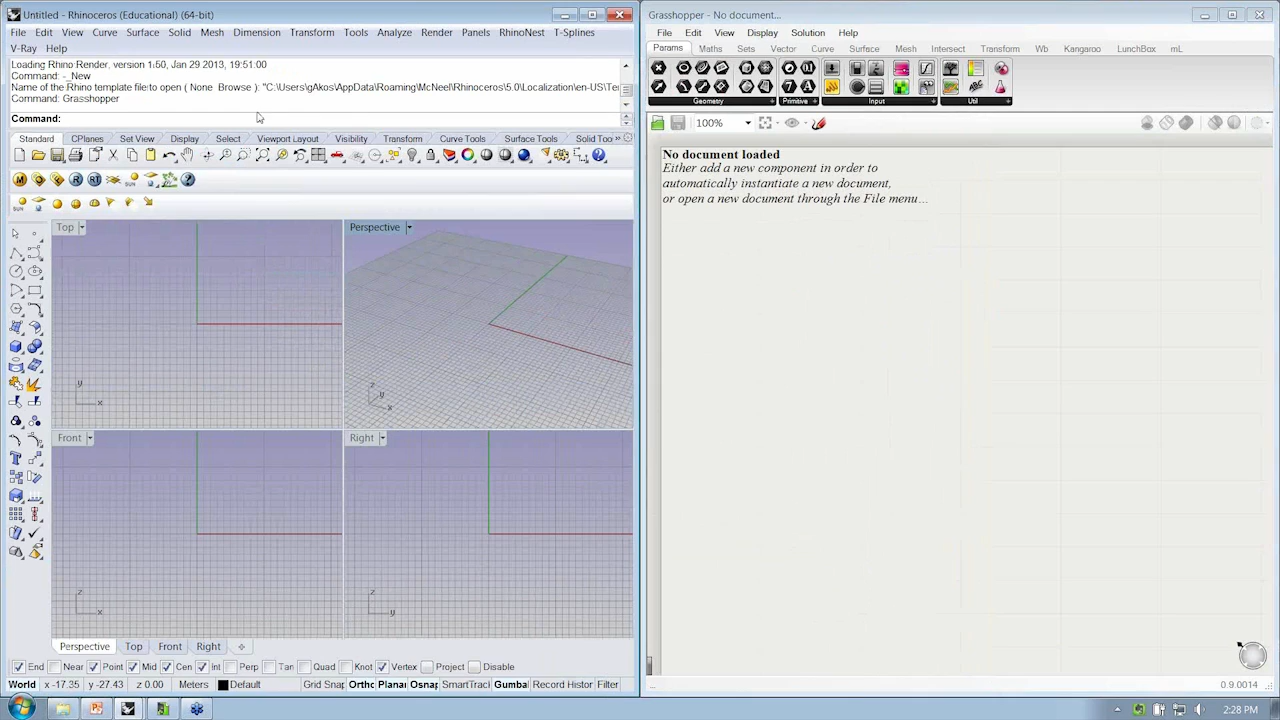 Untitled - Rhinoceros (Educational) (64-bit)
File Edit View Curve Surface Solid Mesh Dimension Transform Tools Analyze Render Panels RhinoNest T-Splines
V-Ray Help
Loading Rhino Render, version 1.50, Jan 29 2013, 19:51:00
Command: -_New
Name of the Rhino template to open ( None Browse ): "C:\Users\gAkos\AppData\Roaming\McNeel\Rhinoceros\5.0\Localization\en-US\Te
Command: Grasshopper
Command:
Standard CPlanes Set View Display Select Viewport Layout Visibility Transform Curve Tools Surface Tools Solid Too
Top
Perspective
Front
Right
y
x
z
y
x
z
x
z
y
Perspective Top Front Right
End Near Point Mid Cen Int Perp Tan Quad Knot Vertex Project Disable
World x -17.35 y -27.43 z 0.00 Meters Default Grid Snap Ortho Planar Osnap SmartTrack Gumba Record Histor Filter
Grasshopper - No document...
File Edit View Display Solution Help
Params Maths Sets Vector Curve Surface Mesh Intersect Transform Wb Kangaroo LunchBox mL
Geometry Primitive Input Util
100%
No document loaded
Either add a new component in order to
automatically instantiate a new document,
or open a new document through the File menu...
...
0.9.0014
2:28 PM